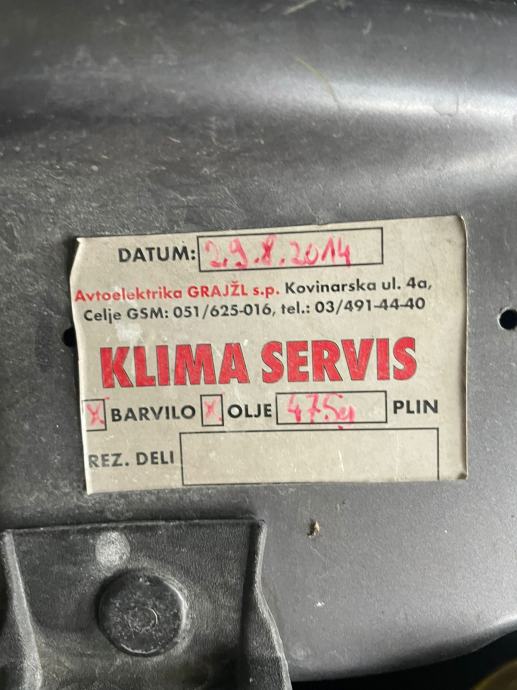 DATUM: 29.8.2014
Avtoelektrika GRAJŽL s.p. Kovinarska ul. 4a,
Celje GSM: 051/625-016, tel.: 03/491-44-40
KLIMA SERVIS
X BARVILO X OLJE 475g PLIN
REZ. DELI